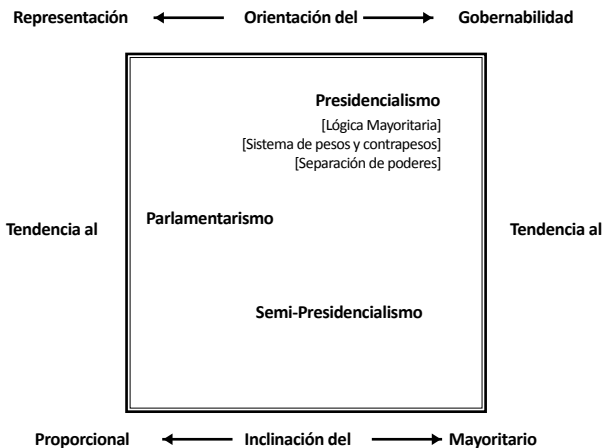 Representación Orientación del Gobernabilidad
Presidencialismo
[Lógica Mayoritaria]
[Sistema de pesos y contrapesos]
[Separación de poderes]
Parlamentarismo
Tendencia al Tendencia al
Semi-Presidencialismo
Proporcional Inclinación del Mayoritario